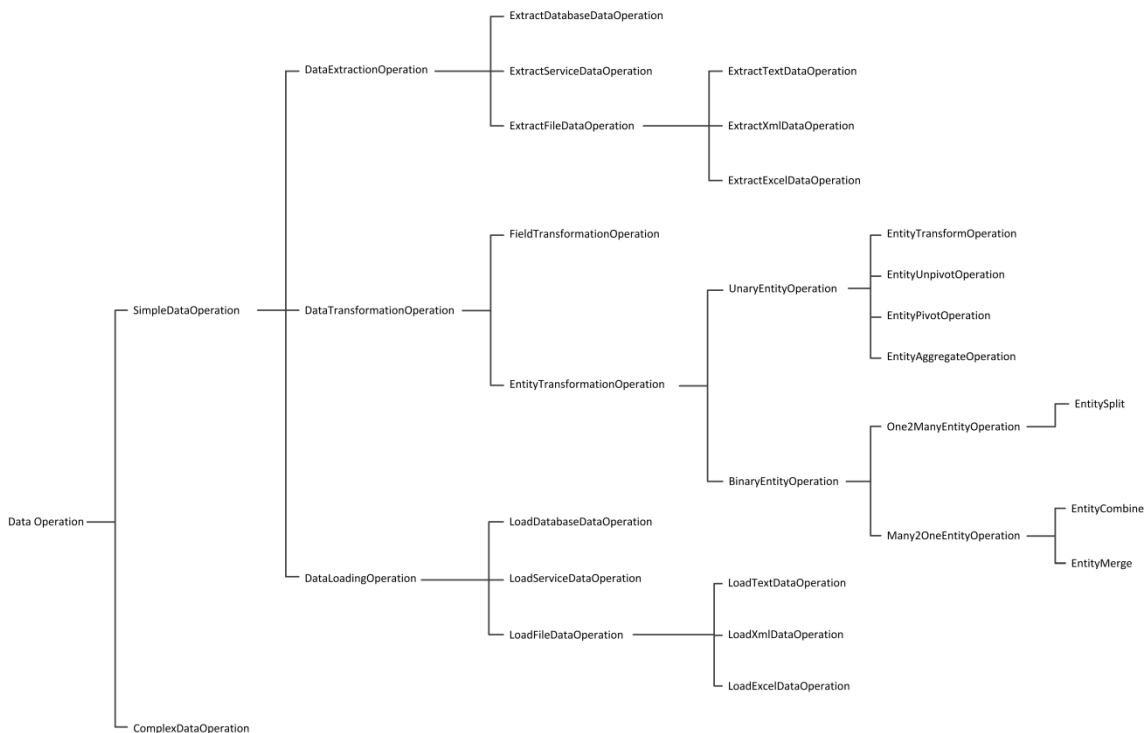 ExtractDatabaseDataOperation
DataExtractionOperation
ExtractServiceDataOperation
ExtractTextDataOperation
ExtractFileDataOperation
ExtractXmlDataOperation
ExtractExcelDataOperation
FieldTransformationOperation
EntityTransformOperation
EntityUnpivotOperation
UnaryEntityOperation
SimpleDataOperation
DataTransformationOperation
EntityPivotOperation
EntityAggregateOperation
EntityTransformationOperation
EntitySplit
One2ManyEntityOperation
BinaryEntityOperation
EntityCombine
Data Operation
LoadDatabaseDataOperation
Many2OneEntityOperation
EntityMerge
DataLoadingOperation
LoadServiceDataOperation
LoadTextDataOperation
LoadFileDataOperation
LoadXmlDataOperation
LoadExcelDataOperation
ComplexDataOperation